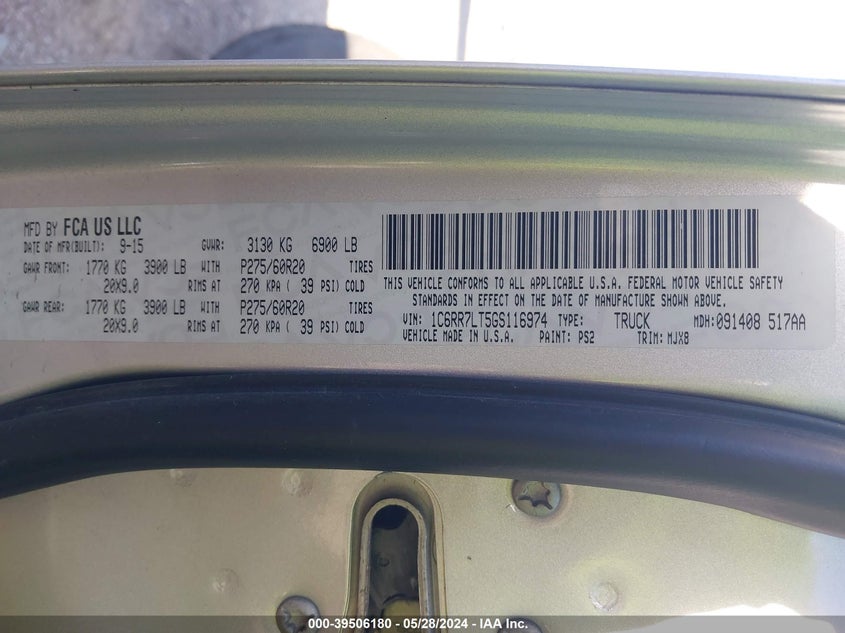 MFD BY FCA US LLC
DATE OF MFR(BUILT): 9-15 GVWR: 3130 KG 6900 LB
GAWR FRONT: 1770 KG 3900 LB WITH P275/60R20 TIRES
20X9.0 RIMS AT 270 KPA ( 39 PSI) COLD
GAWR REAR: 1770 KG 3900 LB WITH P275/60R20 TIRES
20X9.0 RIMS AT 270 KPA ( 39 PSI) COLD
THIS VEHICLE CONFORMS TO ALL APPLICABLE U.S.A. FEDERAL MOTOR VEHICLE SAFETY
STANDARDS IN EFFECT ON THE DATE OF MANUFACTURE SHOWN ABOVE.
VIN: 1C6RR7LT5GS116974 TYPE: TRUCK MDH:091408 517AA
VEHICLE MADE IN U.S.A. PAINT: PS2 TRIM: MJX8
000-39506180 - 05/28/2024 - IAA Inc.